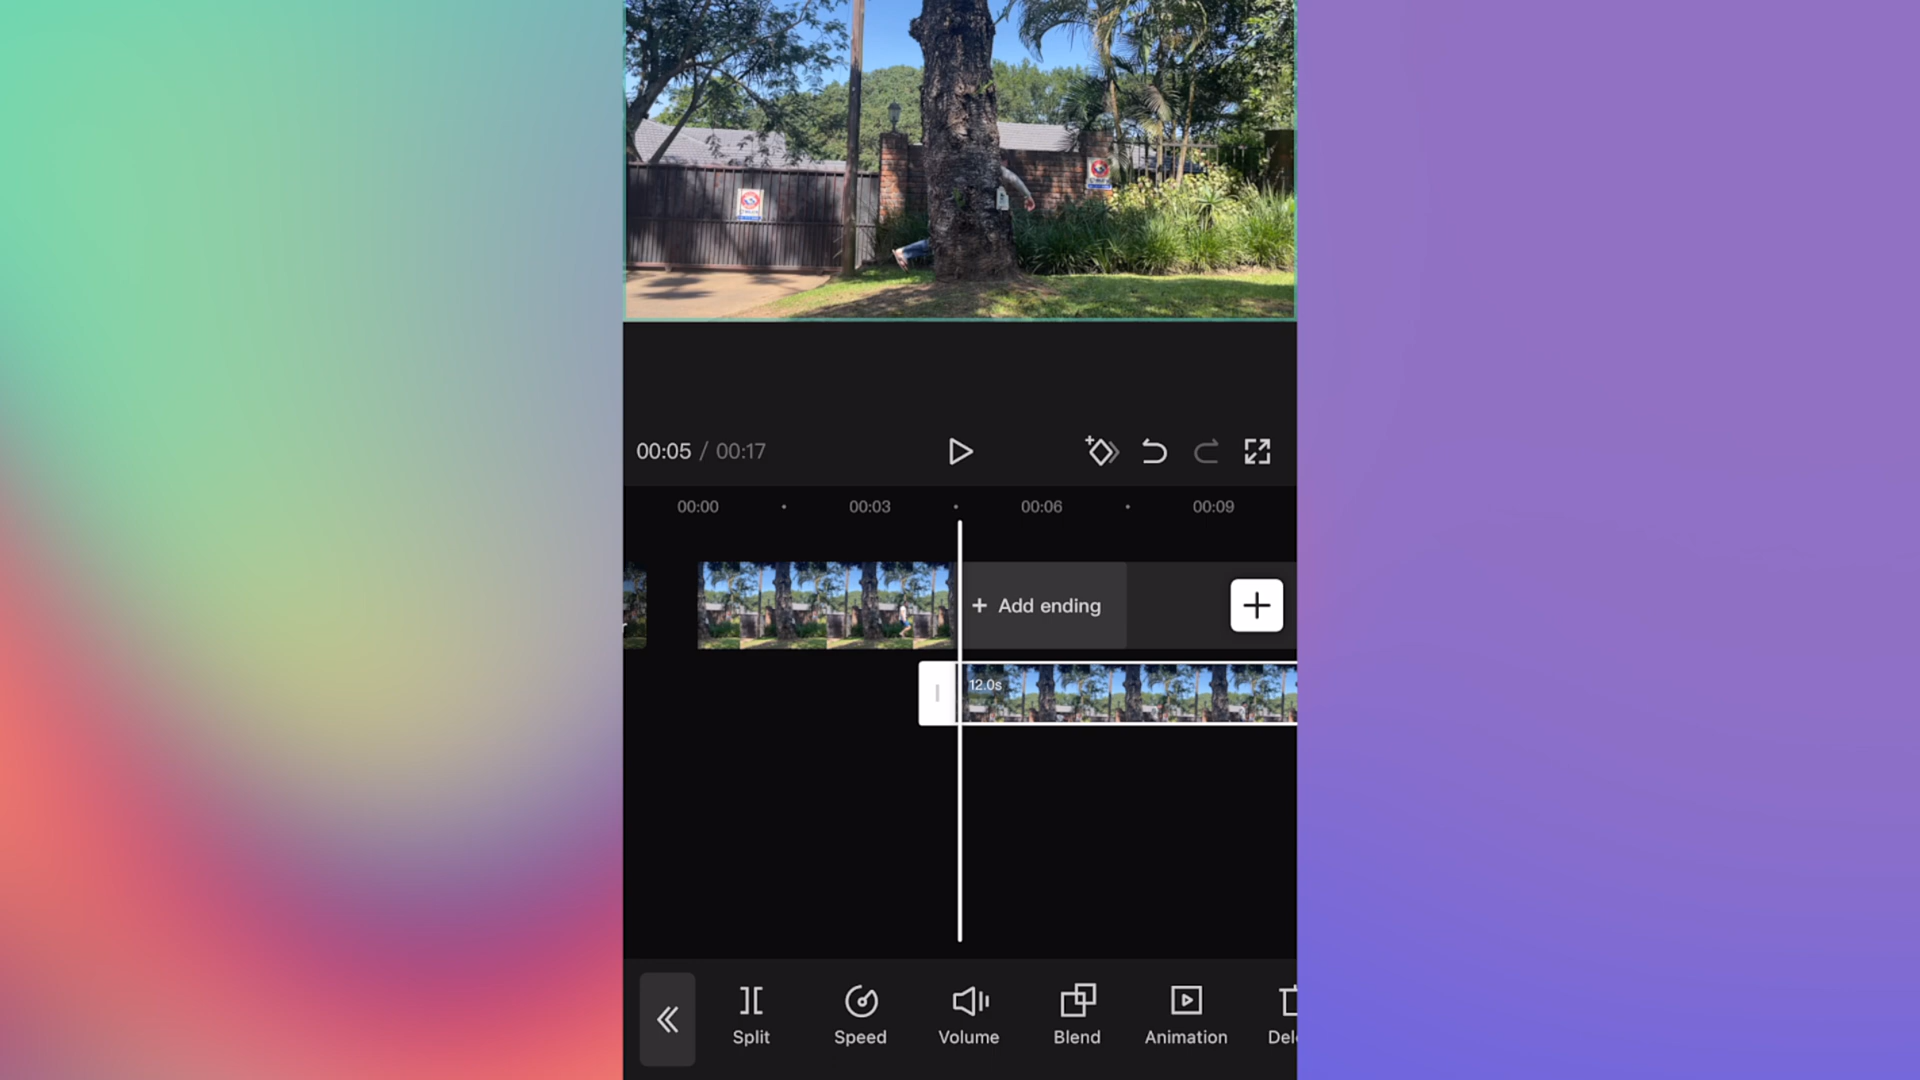 00:05 / 00:17
00:00 00:03 00:06 00:09
+ Add ending
12.0s
Split Speed Volume Blend Animation